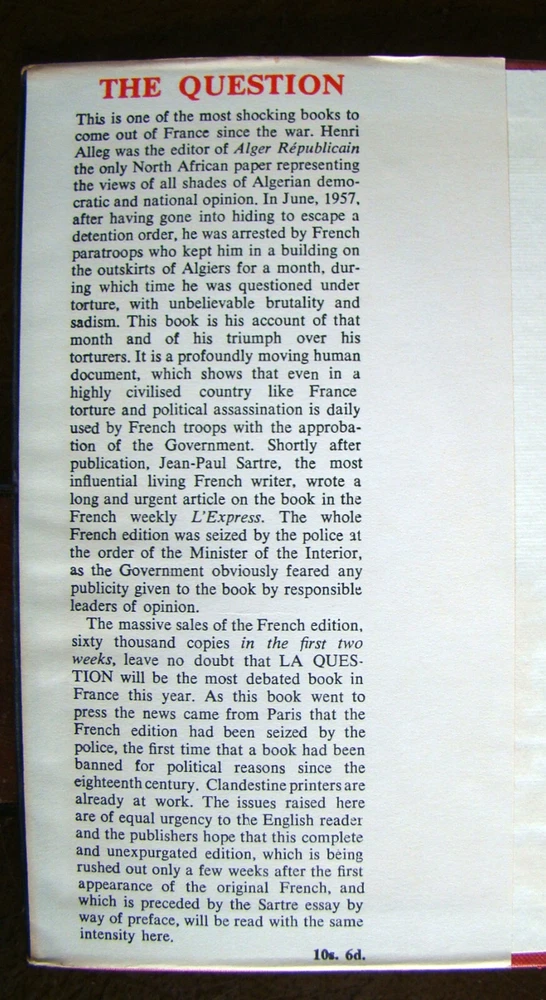 THE QUESTION
This is one of the most shocking books to
come out of France since the war. Henri
Alleg was the editor of Alger Républicain
the only North African paper representing
the views of all shades of Algerian demo-
cratic and national opinion. In June, 1957,
after having gone into hiding to escape a
detention order, he was arrested by French
paratroops who kept him in a building on
the outskirts of Algiers for a month, dur-
ing which time he was questioned under
torture, with unbelievable brutality and
sadism. This book is his account of that
month and of his triumph over his
torturers. It is a profoundly moving human
document, which shows that even in a
highly civilised country like France
torture and political assassination is daily
used by French troops with the approba-
tion of the Government. Shortly after
publication, Jean-Paul Sartre, the most
influential living French writer, wrote a
long and urgent article on the book in the
French weekly L'Express. The whole
French edition was seized by the police at
the order of the Minister of the Interior,
as the Government obviously feared any
publicity given to the book by responsible
leaders of opinion.
The massive sales of the French edition,
sixty thousand copies in the first two
weeks, leave no doubt that LA QUES-
TION will be the most debated book in
France this year. As this book went to
press the news came from Paris that the
French edition had been seized by the
police, the first time that a book had been
banned for political reasons since the
eighteenth century. Clandestine printers are
already at work. The issues raised here
are of equal urgency to the English reader
and the publishers hope that this complete
and unexpurgated edition, which is being
rushed out only a few weeks after the first
appearance of the original French, and
which is preceded by the Sartre essay by
way of preface, will be read with the same
intensity here.
10s. 6d.